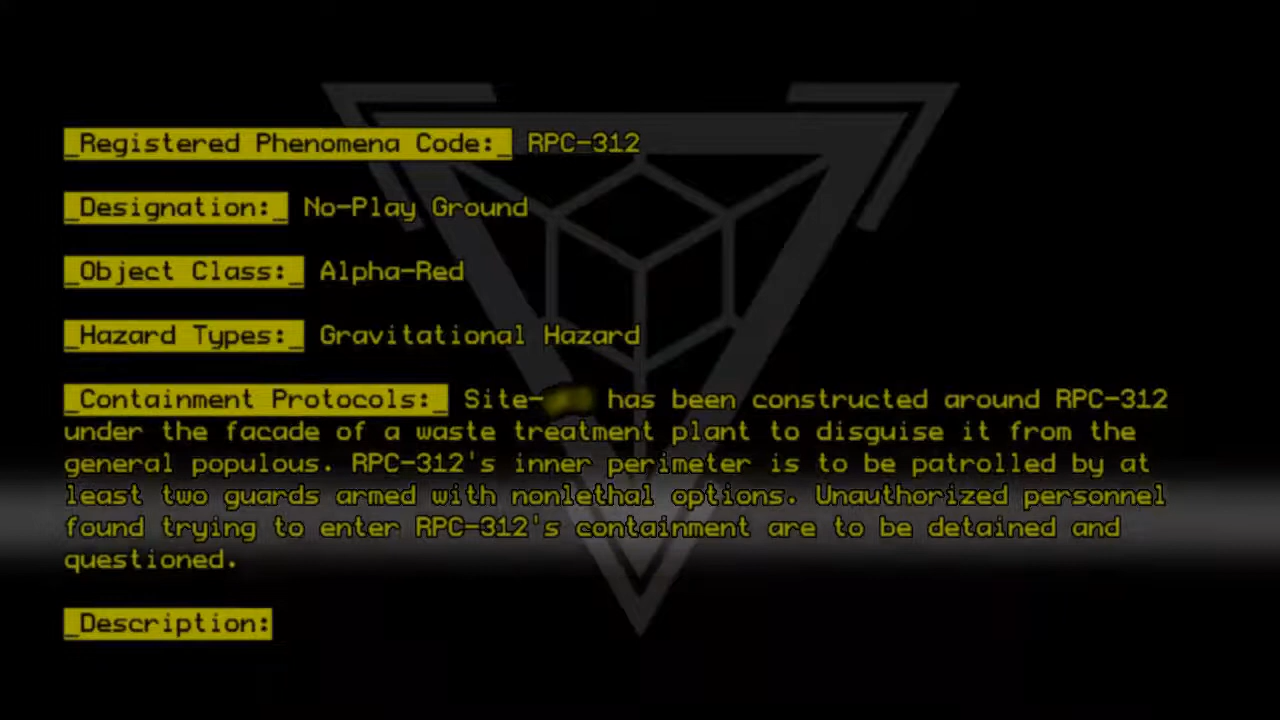 _Registered Phenomena Code:_ RPC-312
_Designation:_ No-Play Ground
_Object Class:_ Alpha-Red
_Hazard Types:_ Gravitational Hazard
_Containment Protocols:_ Site- has been constructed around RPC-312
under the facade of a waste treatment plant to disguise it from the
general populous. RPC-312's inner perimeter is to be patrolled by at
least two guards armed with nonlethal options. Unauthorized personnel
found trying to enter RPC-312's containment are to be detained and
questioned.
_Description: